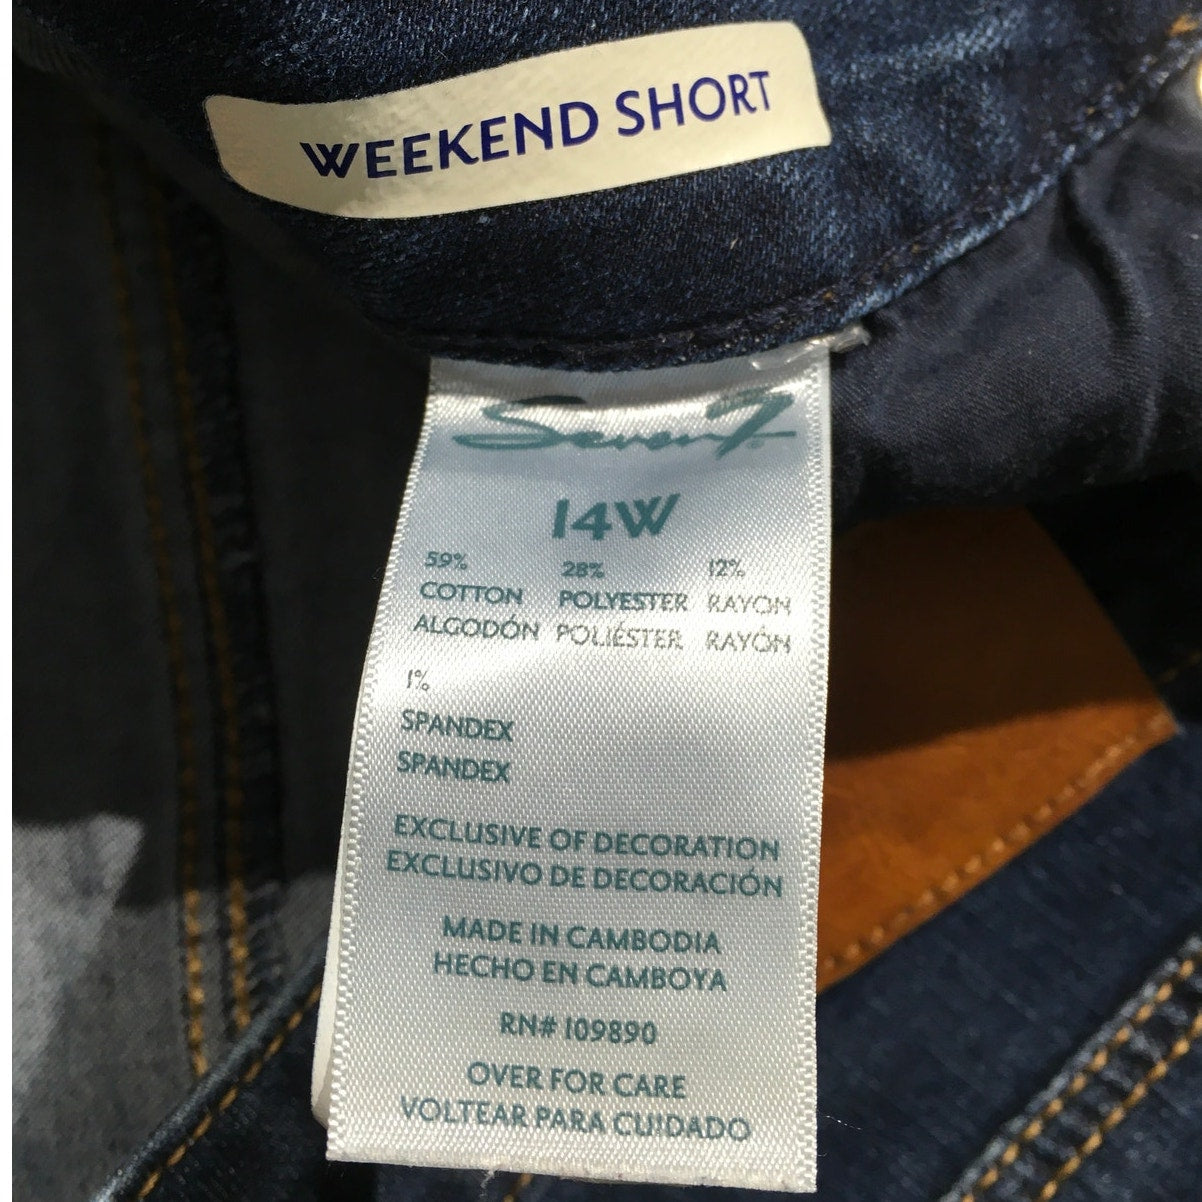 WEEKEND SHORT
Seven7
14W
59% 28% 12%
COTTON POLYESTER RAYON
ALGODÓN POLIÉSTER RAYÓN
1%
SPANDEX
SPANDEX
EXCLUSIVE OF DECORATION
EXCLUSIVO DE DECORACIÓN
MADE IN CAMBODIA
HECHO EN CAMBOYA
RN# 109890
OVER FOR CARE
VOLTEAR PARA CUIDADO